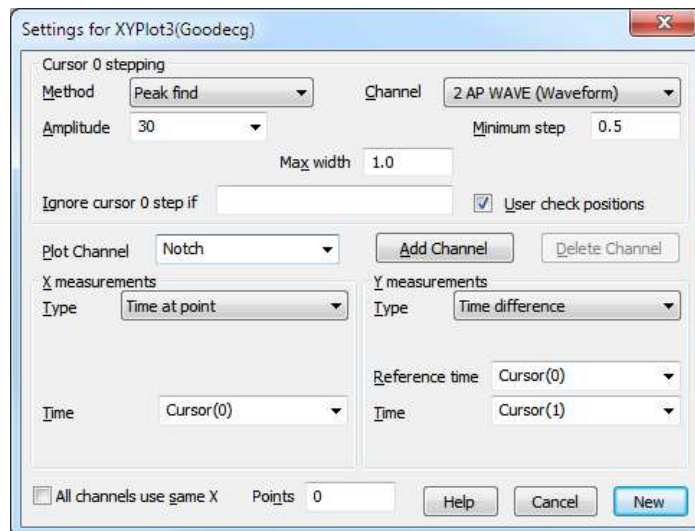 Settings for XYPlot3(Goodecg)
Cursor 0 stepping
Method Peak find Channel 2 AP WAVE (Waveform)
Amplitude 30 Minimum step 0.5
Max width 1.0
Ignore cursor 0 step if User check positions
Plot Channel Notch Add Channel Delete Channel
X measurements Y measurements
Type Time at point Type Time difference
Reference time Cursor(0)
Time Cursor(0) Time Cursor(1)
All channels use same X Points 0 Help Cancel New